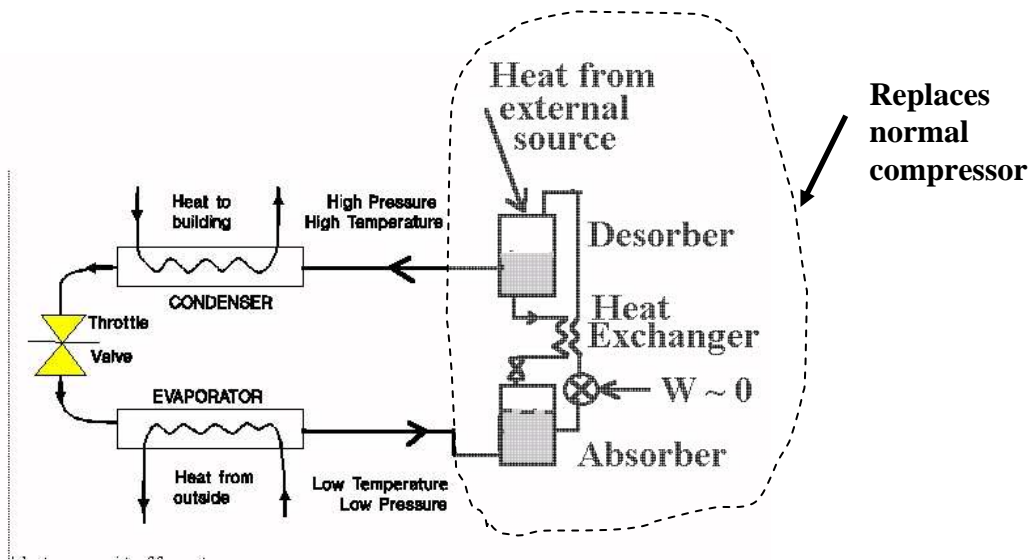 Heat from
external
source
Replaces
normal
compressor
Heat to
building
High Pressure
High Temperature
Desorber
CONDENSER
Throttle
Valve
Heat
Exchanger
W ~ 0
EVAPORATOR
Absorber
Heat from
outside
Low Temperature
Low Pressure